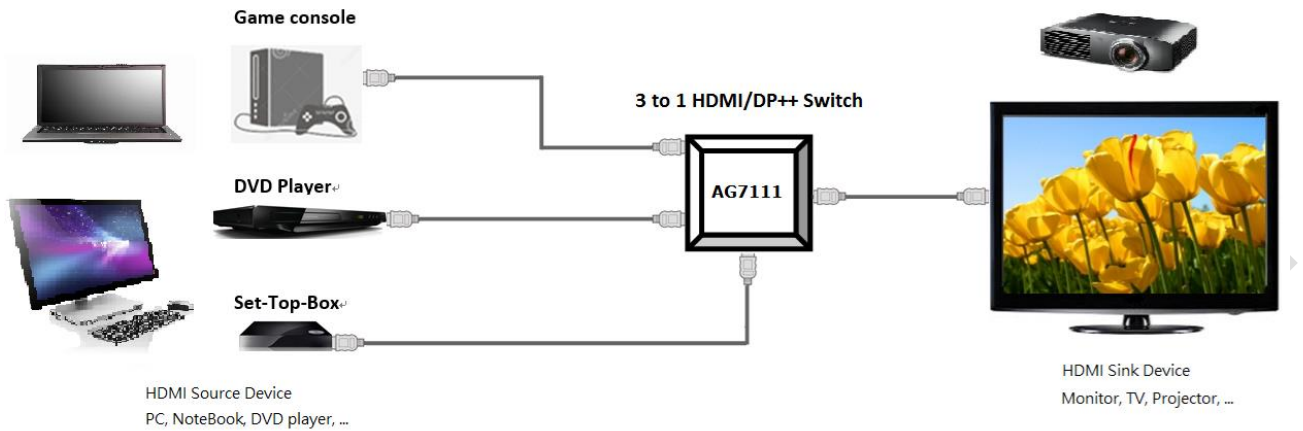 Game console
3 to 1 HDMI/DP++ Switch
AG7111
DVD Player
Set-Top-Box
HDMI Source Device
PC, NoteBook, DVD player, ...
HDMI Sink Device
Monitor, TV, Projector, ...